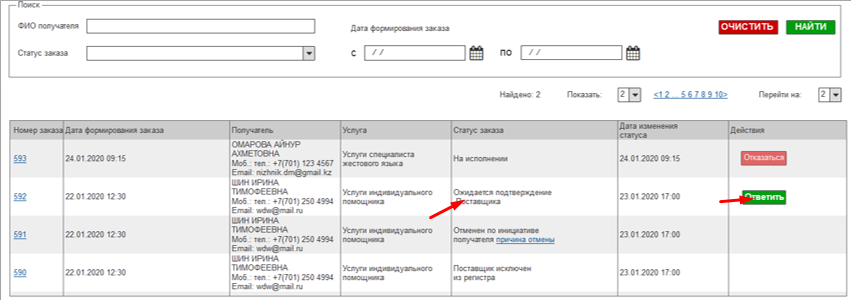 Поиск
ФИО получателя
Дата формирования заказа
ОЧИСТИТЬ НАЙТИ
Статус заказа
с / / по / /
Найдено: 2 Показать: 2 <1 2 ... 5 6 7 8 9 10> Перейти на: 2
Номер заказа Дата формирования заказа Получатель Услуга Статус заказа Дата изменения статуса Действия
593 24.01.2020 09:15 ОМАРОВА АЙНУР
АХМЕТОВНА
Моб.: тел.: +7(701) 123 4567
Email: nizhnik.dm@gmail.kz
Услуги специалиста
жестового языка
На исполнении
24.01.2020 09:15
Отказаться
592 22.01.2020 12:30 ШИН ИРИНА
ТИМОФЕЕВНА
Моб.: тел.: +7(701) 250 4994
Email: wdw@mail.ru
Услуги индивидуального
помощника
Ожидается подтверждение
Поставщика
23.01.2020 17:00
Ответить
591 22.01.2020 12:30 ШИН ИРИНА
ТИМОФЕЕВНА
Моб.: тел.: +7(701) 250 4994
Email: wdw@mail.ru
Услуги индивидуального
помощника
Отменен по инициативе
получателя причина отмены
23.01.2020 17:00
590 22.01.2020 12:30 ШИН ИРИНА
ТИМОФЕЕВНА
Моб.: тел.: +7(701) 250 4994
Email: wdw@mail.ru
Услуги индивидуального
помощника
Поставщик исключен
из регистра
23.01.2020 17:00